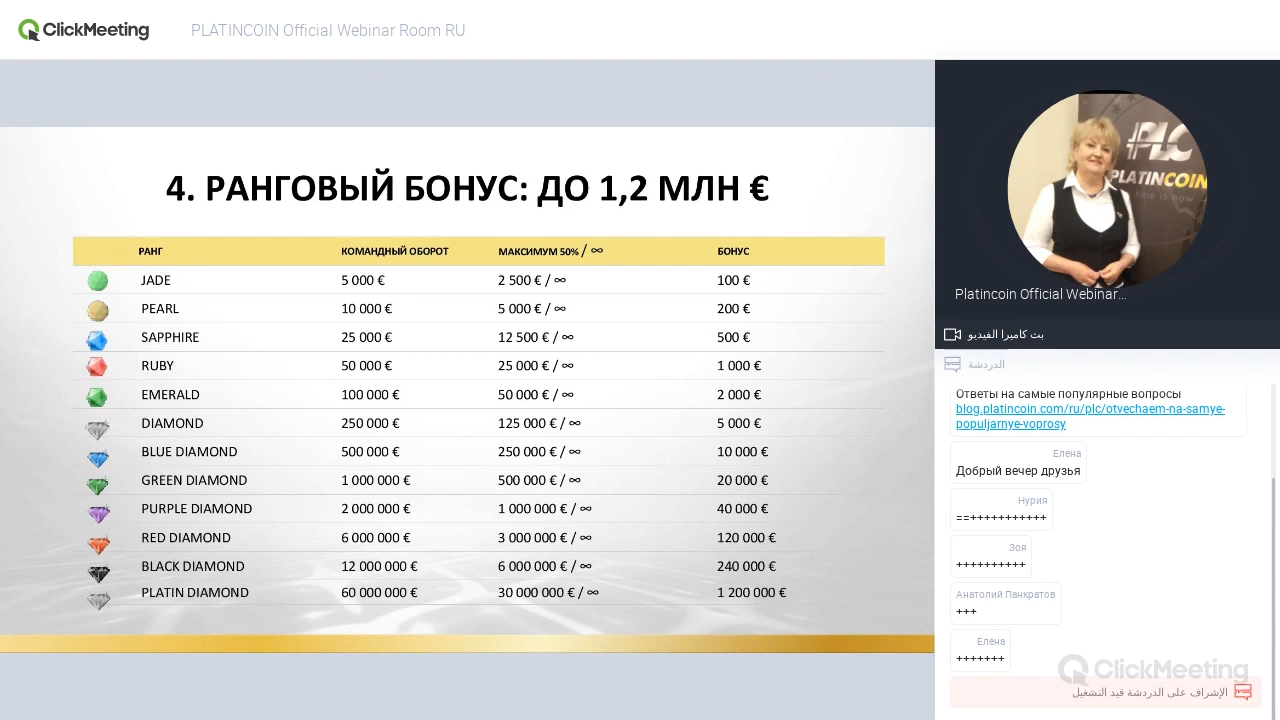 ClickMeeting
PLATINCOIN Official Webinar Room RU
4. РАНГОВЫЙ БОНУС: ДО 1,2 МЛН €
РАНГ КОМАНДНЫЙ ОБОРОТ МАКСИМУМ 50% / ∞ БОНУС
JADE 5 000 € 2 500 € / ∞ 100 €
PEARL 10 000 € 5 000 € / ∞ 200 €
SAPPHIRE 25 000 € 12 500 € / ∞ 500 €
RUBY 50 000 € 25 000 € / ∞ 1 000 €
EMERALD 100 000 € 50 000 € / ∞ 2 000 €
DIAMOND 250 000 € 125 000 € / ∞ 5 000 €
BLUE DIAMOND 500 000 € 250 000 € / ∞ 10 000 €
GREEN DIAMOND 1 000 000 € 500 000 € / ∞ 20 000 €
PURPLE DIAMOND 2 000 000 € 1 000 000 € / ∞ 40 000 €
RED DIAMOND 6 000 000 € 3 000 000 € / ∞ 120 000 €
BLACK DIAMOND 12 000 000 € 6 000 000 € / ∞ 240 000 €
PLATIN DIAMOND 60 000 000 € 30 000 000 € / ∞ 1 200 000 €
PLC
PLATINCOIN
time is now
Platincoin Official Webinar...
بث كاميرا الفيديو
الدردشة
Ответы на самые популярные вопросы
blog.platincoin.com/ru/plc/otvechaem-na-samye-
populjarnye-voprosy
Елена
Добрый вечер друзья
Нурия
==+++++++++++
Зоя
++++++++++
Анатолий Панкратов
+++
Елена
+++++++
ClickMeeting
الإشراف على الدردشة قيد التشغيل